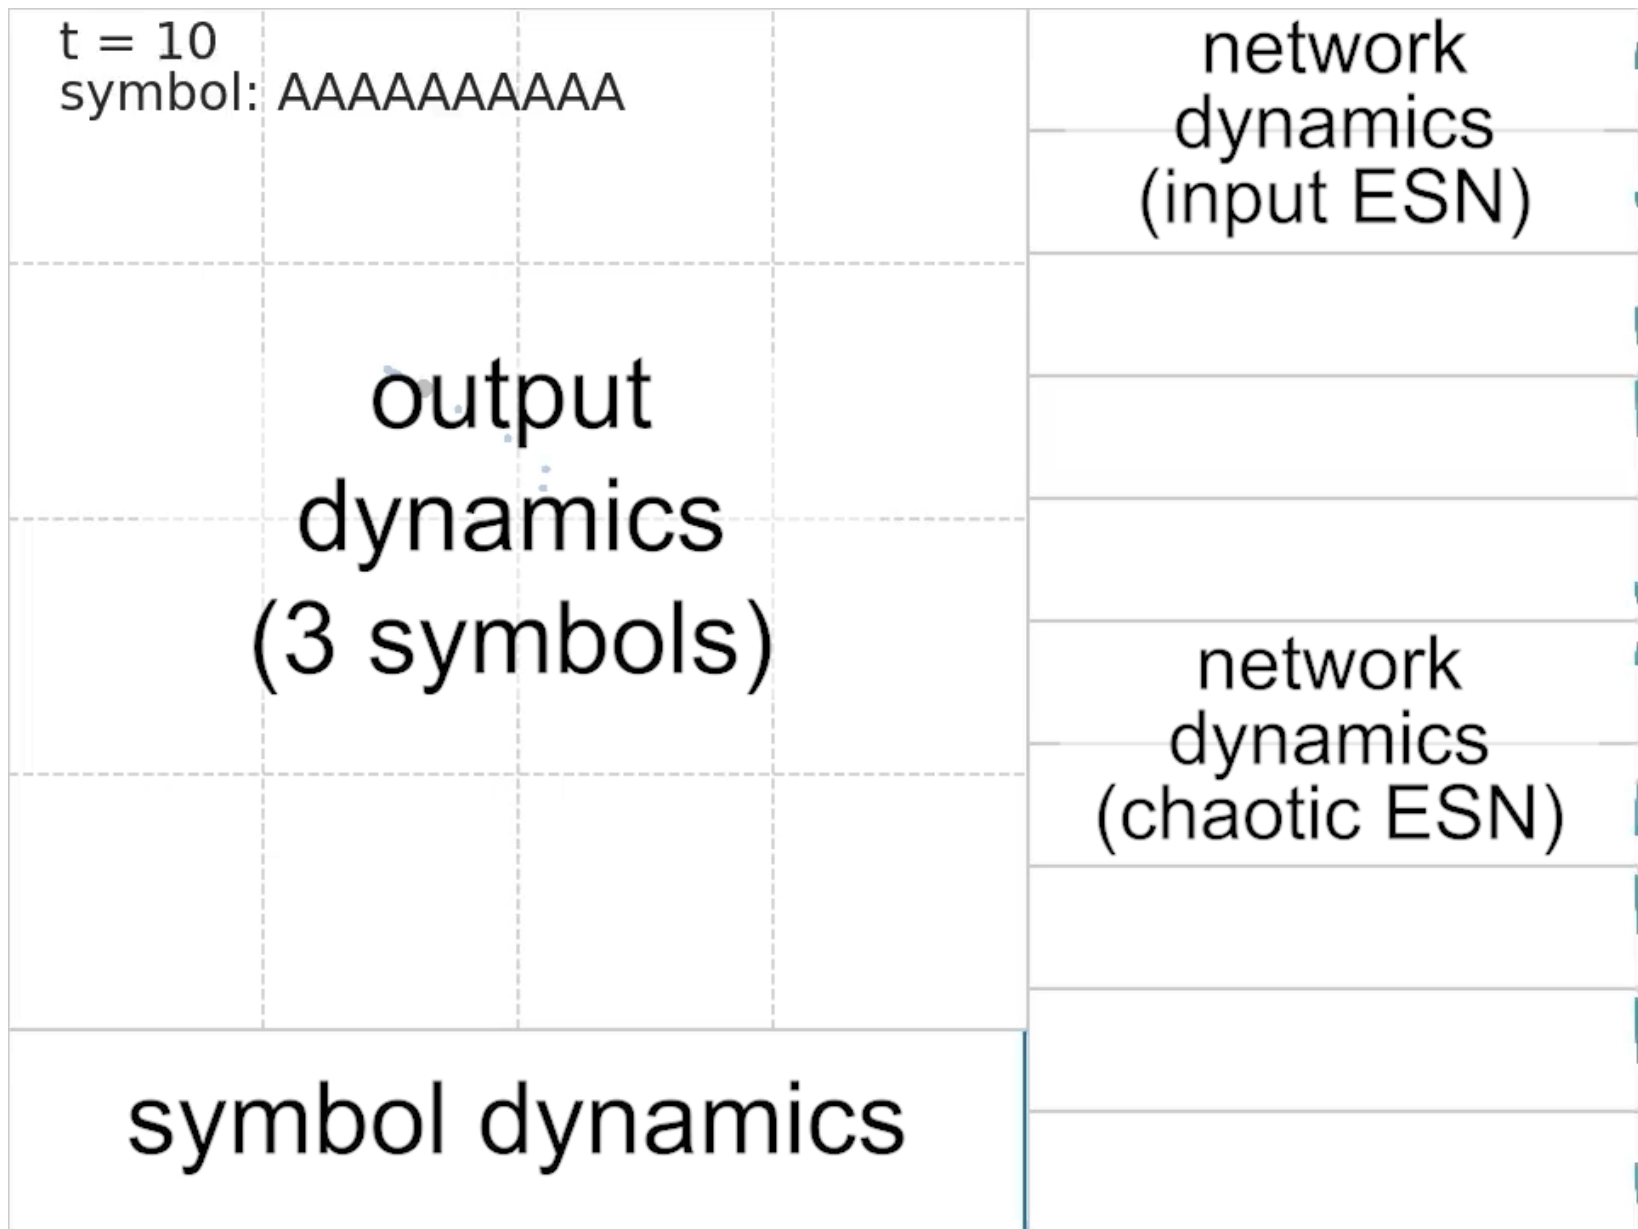 t = 10
symbol: AAAAAAAAAA
output
dynamics
(3 symbols)
symbol dynamics
network
dynamics
(input ESN)
network
dynamics
(chaotic ESN)